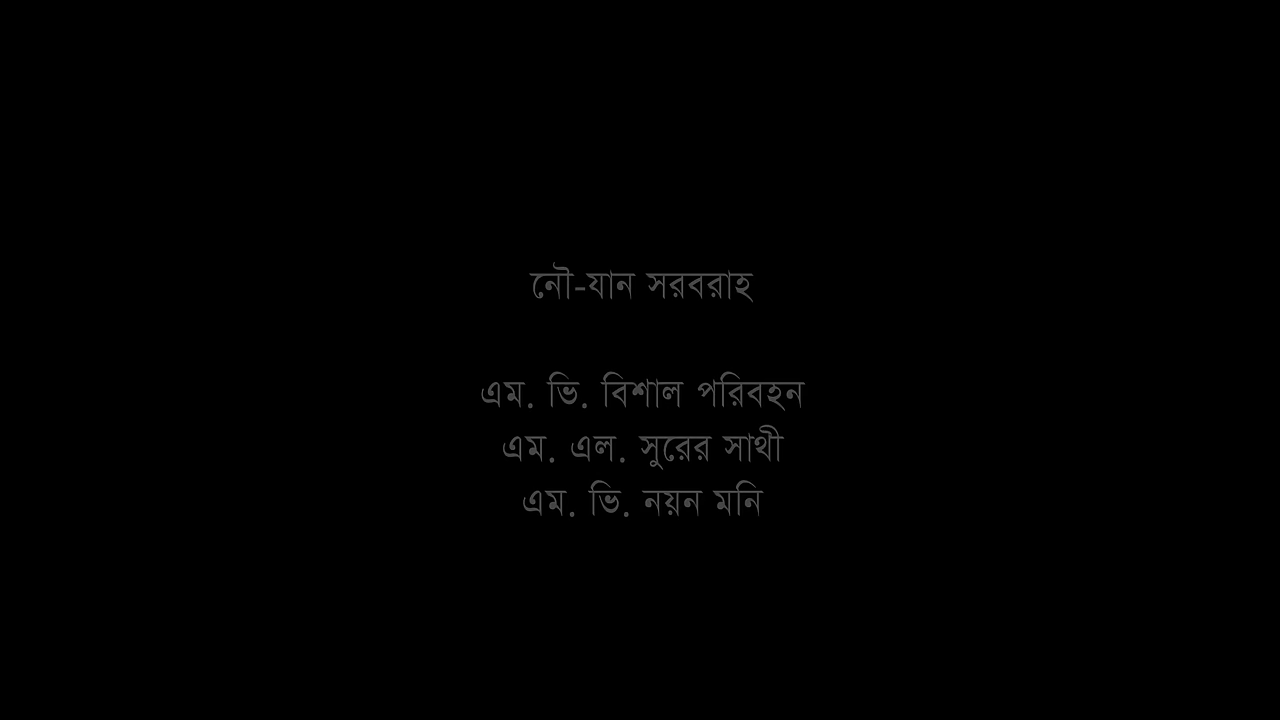 নৌ-যান সরবরাহ
এম. ভি. বিশাল পরিবহন
এম. এল. সুরের সাথী
এম. ভি. নয়ন মনি